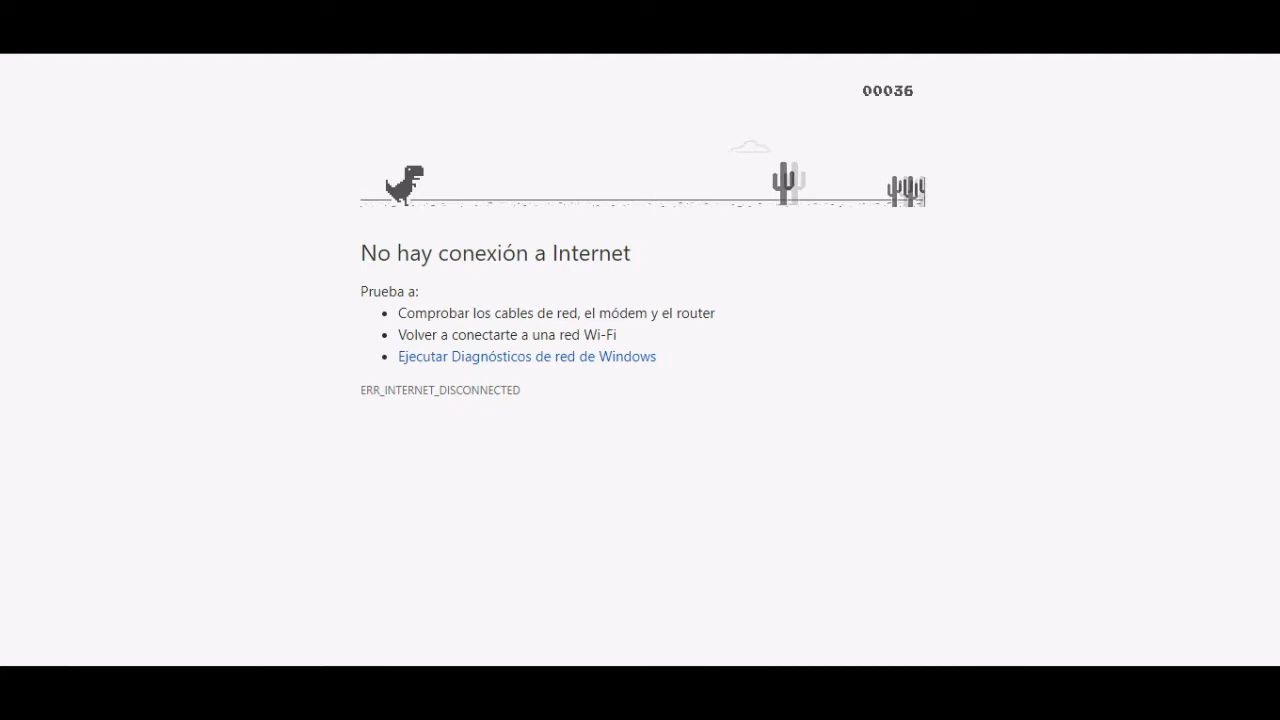 00036
No hay conexión a Internet
Prueba a:
Comprobar los cables de red, el módem y el router
Volver a conectarte a una red Wi-Fi
Ejecutar Diagnósticos de red de Windows
ERR_INTERNET_DISCONNECTED